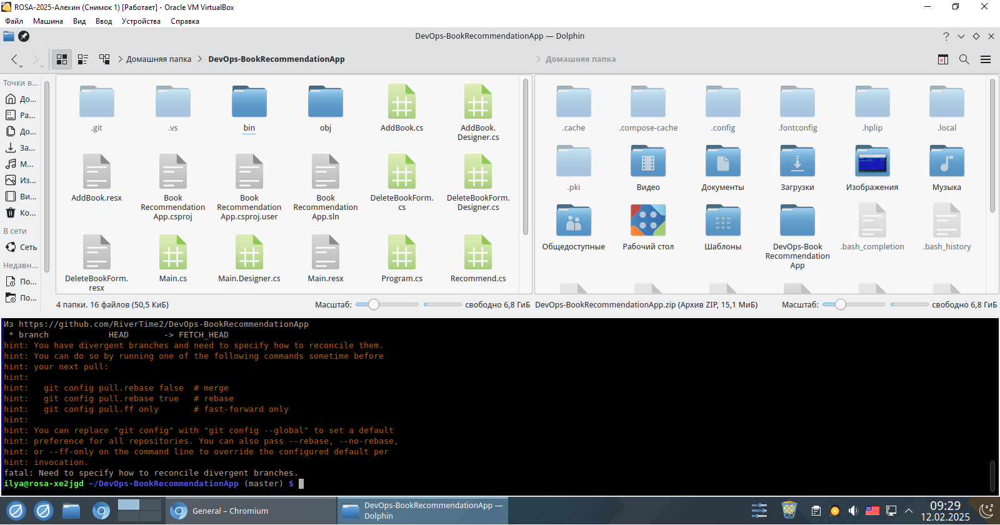 ROSA-2025-Алехин (Снимок 1) [Работает] - Oracle VM VirtualBox
Файл Машина Вид Ввод Устройства Справка
DevOps-BookRecommendationApp — Dolphin
Домашняя папка > DevOps-BookRecommendationApp
> Домашняя папка
Точки в...
До...
Ра...
До...
За...
М...
Из...
Ви...
Ко...
В сети
Сеть
Недавн...
По...
По...
.git
.vs
bin
obj
AddBook.cs
AddBook.
Designer.cs
AddBook.resx
Book
Recommendation
App.csproj
Book
Recommendation
App.csproj.user
Book
Recommendation
App.sln
DeleteBookForm.
cs
DeleteBookForm.
Designer.cs
DeleteBookForm.
resx
Main.cs
Main.Designer.cs
Main.resx
Program.cs
Recommend.cs
4 папки. 16 файлов (50,5 КиБ)
Масштаб:
свободно 6,8 ГиБ
.cache
.compose-cache
.config
.fontconfig
.hplip
.local
.pki
Видео
Документы
Загрузки
Изображения
Музыка
Общедоступные
Рабочий стол
Шаблоны
DevOps-Book
Recommendation
App
.bash_completion
.bash_history
DevOps-BookRecommendationApp.zip (Архив ZIP, 15,1 МиБ)
Масштаб:
свободно 6,8 ГиБ
Из https://github.com/RiverTime2/DevOps-BookRecommendationApp
* branch HEAD -> FETCH_HEAD
hint: You have divergent branches and need to specify how to reconcile them.
hint: You can do so by running one of the following commands sometime before
hint: your next pull:
hint:
hint: git config pull.rebase false # merge
hint: git config pull.rebase true # rebase
hint: git config pull.ff only # fast-forward only
hint:
hint: You can replace "git config" with "git config --global" to set a default
hint: preference for all repositories. You can also pass --rebase, --no-rebase,
hint: or --ff-only on the command line to override the configured default per
hint: invocation.
fatal: Need to specify how to reconcile divergent branches.
ilya@rosa-xe2jgd ~/DevOps-BookRecommendationApp (master) $
General – Chromium
DevOps-BookRecommendationApp —
Dolphin
09:29
12.02.2025